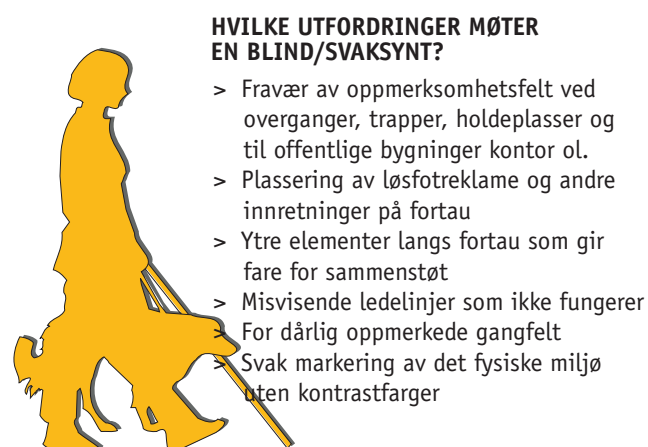 HVILKE UTFORDRINGER MØTER
EN BLIND/SVAKSYNT?
> Fravær av oppmerksomhetsfelt ved
overganger, trapper, holdeplasser og
til offentlige bygninger kontor ol.
> Plassering av løsfotreklame og andre
innretninger på fortau
> Ytre elementer langs fortau som gir
fare for sammenstøt
> Misvisende ledelinjer som ikke fungerer
> For dårlig oppmerkede gangfelt
> Svak markering av det fysiske miljø
uten kontrastfarger